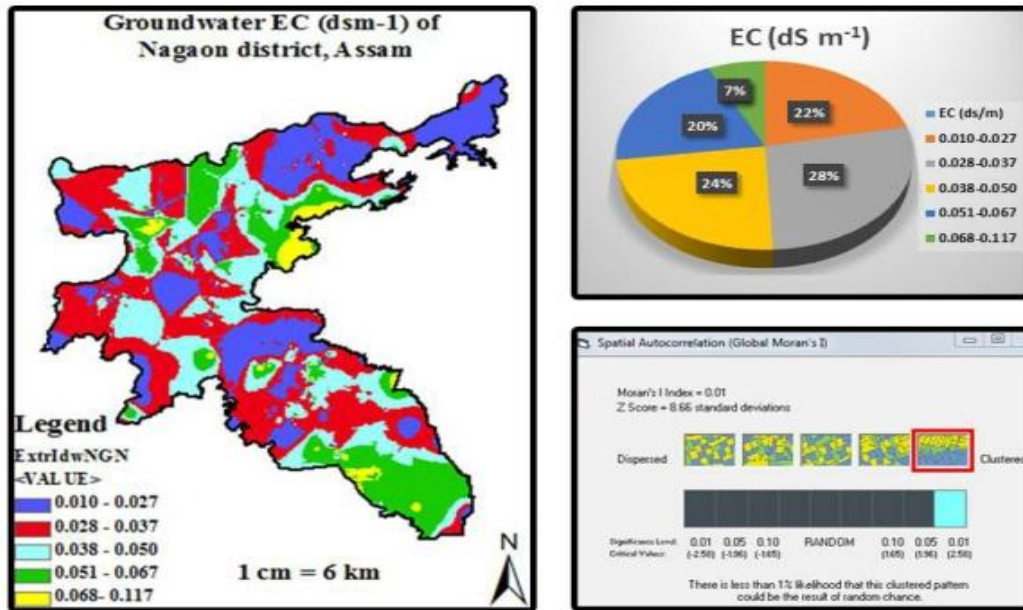 Groundwater EC (dsm-1) of
Nagaon district, Assam
Legend
ExtrIdwNGN
<VALUE>
0.010 - 0.027
0.028 - 0.037
0.038 - 0.050
0.051 - 0.067
0.068- 0.117
1 cm = 6 km
N
EC (dS m⁻¹)
7%
22%
20%
24%
28%
EC (ds/m)
0.010-0.027
0.028-0.037
0.038-0.050
0.051-0.067
0.068-0.117
Spatial Autocorrelation (Global Moran's I)
Moran's I Index = 0.01
Z Score = 8.66 standard deviations
Dispersed
Clustered
Significance Level: 0.01 0.05 0.10 RANDOM 0.10 0.05 0.01
Critical Values: (-2.58) (-1.96) (-1.65) (1.65) (1.96) (2.58)
There is less than 1% likelihood that this clustered pattern
could be the result of random chance.